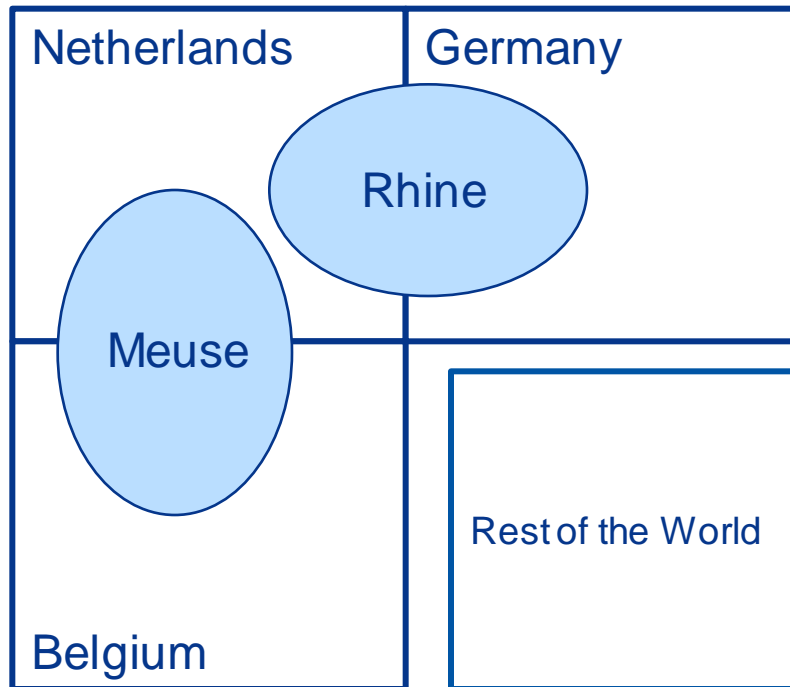 Netherlands
Germany
Rhine
Meuse
Rest of the World
Belgium